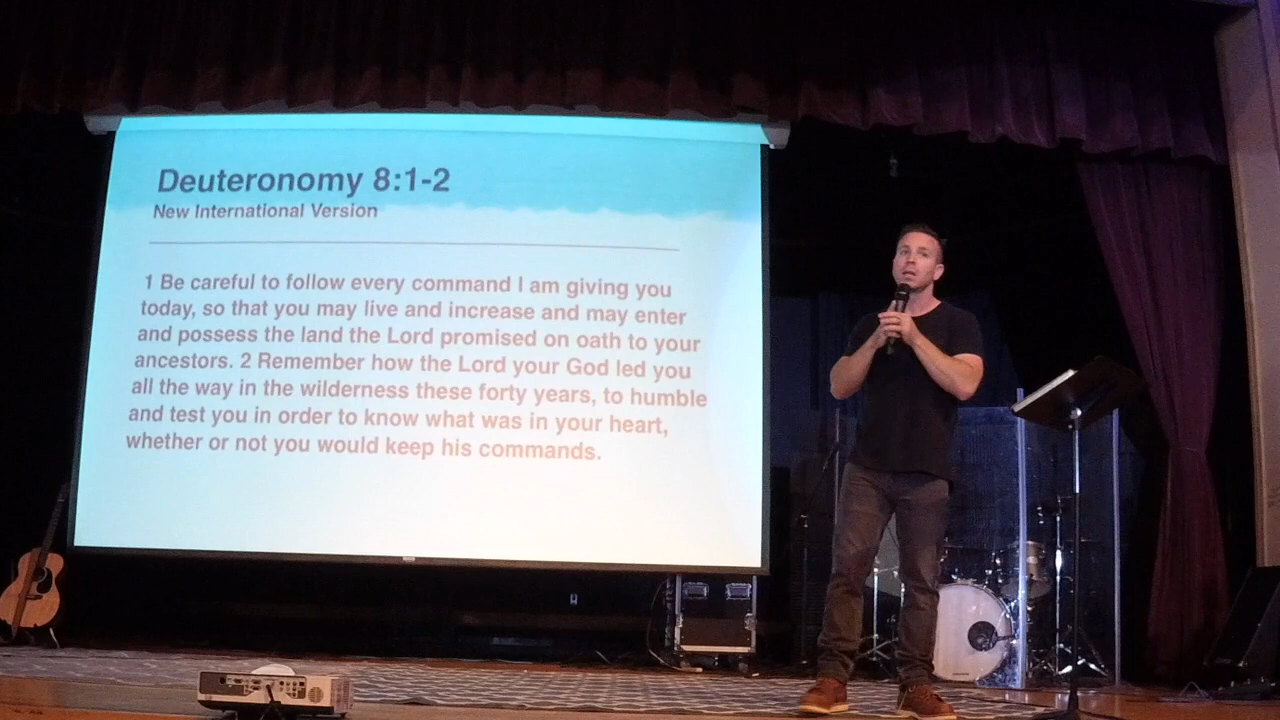 Deuteronomy 8:1-2
New International Version
1 Be careful to follow every command I am giving you
today, so that you may live and increase and may enter
and possess the land the Lord promised on oath to your
ancestors. 2 Remember how the Lord your God led you
all the way in the wilderness these forty years, to humble
and test you in order to know what was in your heart,
whether or not you would keep his commands.